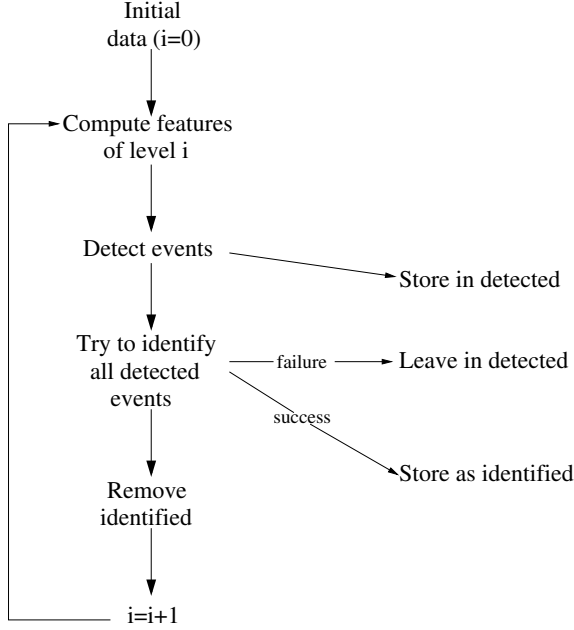 Initial
data (i=0)
Compute features
of level i
Detect events
Store in detected
Try to identify
all detected
events
failure
Leave in detected
success
Store as identified
Remove
identified
i=i+1